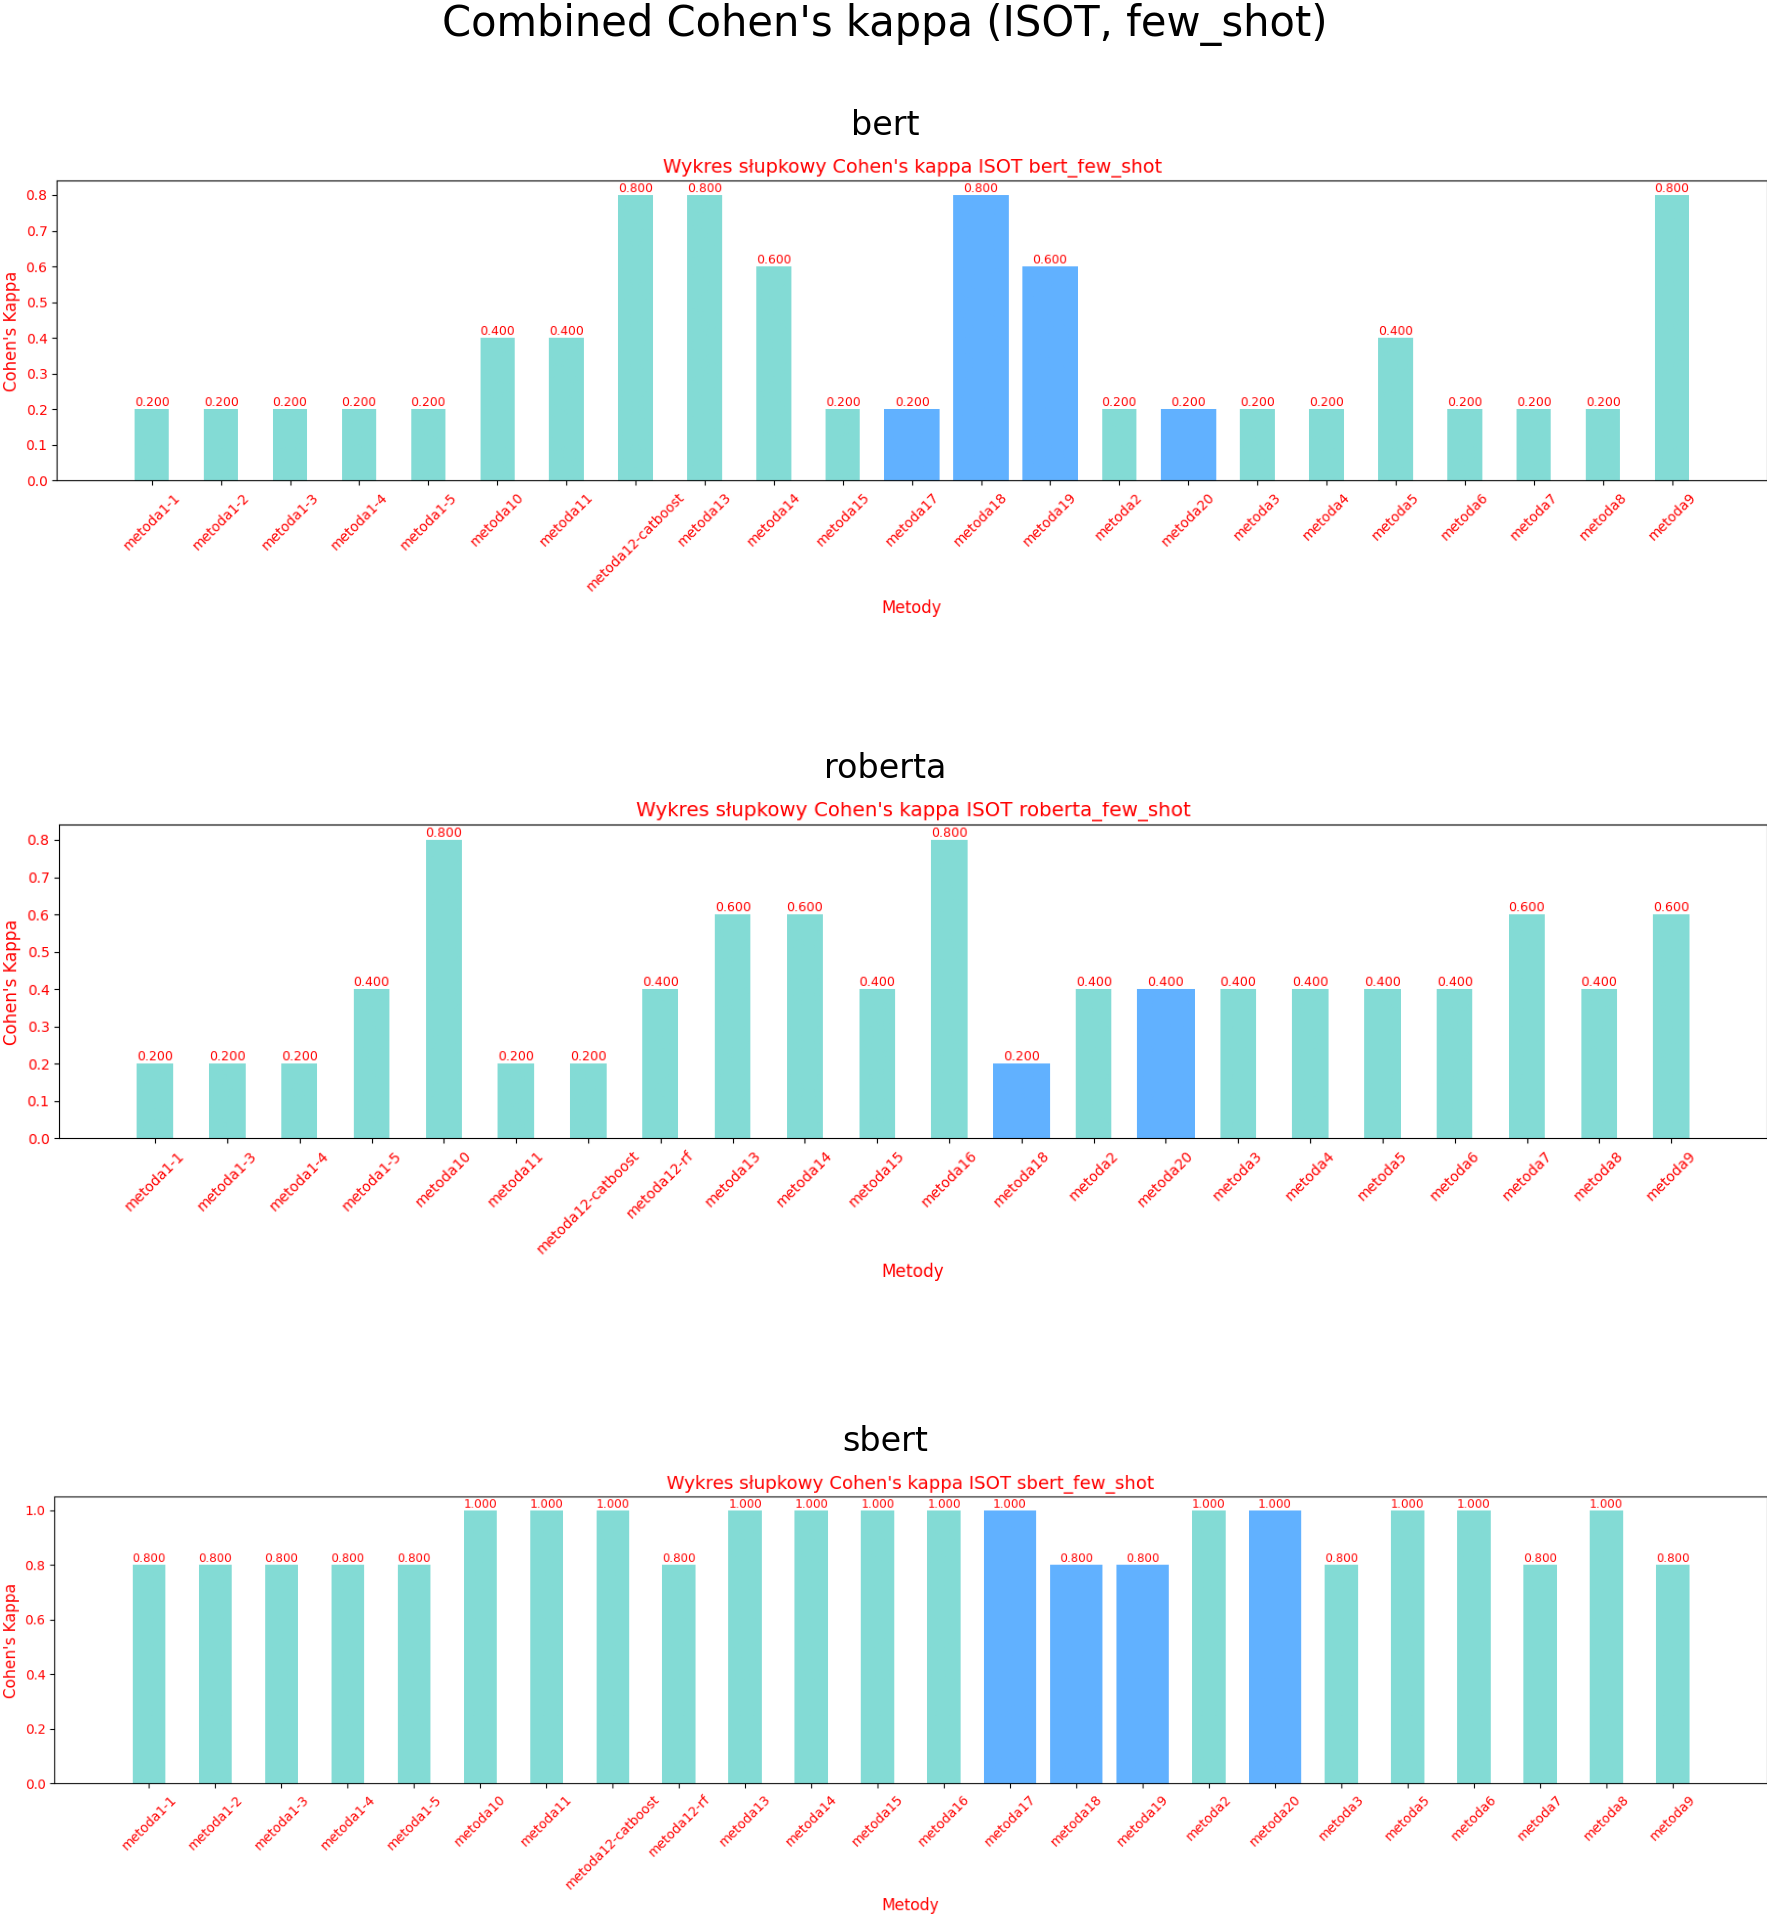 Combined Cohen's kappa (ISOT, few_shot)
bert
Wykres słupkowy Cohen's kappa ISOT bert_few_shot
Cohen's Kappa
0.8
0.7
0.6
0.5
0.4
0.3
0.2
0.1
0.0
0.200 0.200 0.200 0.200 0.200 0.400 0.400 0.800 0.800 0.600 0.200 0.200 0.800 0.600 0.200 0.200 0.200 0.200 0.400 0.200 0.200 0.200 0.800
metoda1-1 metoda1-2 metoda1-3 metoda1-4 metoda1-5 metoda10 metoda11 metoda12-catboost metoda13 metoda14 metoda15 metoda17 metoda18 metoda19 metoda2 metoda20 metoda3 metoda4 metoda5 metoda6 metoda7 metoda8 metoda9
Metody
roberta
Wykres słupkowy Cohen's kappa ISOT roberta_few_shot
Cohen's Kappa
0.8
0.7
0.6
0.5
0.4
0.3
0.2
0.1
0.0
0.200 0.200 0.200 0.400 0.800 0.200 0.200 0.400 0.600 0.600 0.400 0.800 0.200 0.400 0.400 0.400 0.400 0.400 0.400 0.600 0.400 0.600
metoda1-1 metoda1-3 metoda1-4 metoda1-5 metoda10 metoda11 metoda12-catboost metoda12-rf metoda13 metoda14 metoda15 metoda16 metoda18 metoda2 metoda20 metoda3 metoda4 metoda5 metoda6 metoda7 metoda8 metoda9
Metody
sbert
Wykres słupkowy Cohen's kappa ISOT sbert_few_shot
Cohen's Kappa
1.0
0.8
0.6
0.4
0.2
0.0
0.800 0.800 0.800 0.800 0.800 1.000 1.000 1.000 0.800 1.000 1.000 1.000 1.000 1.000 0.800 0.800 1.000 1.000 0.800 1.000 1.000 0.800 1.000 0.800
metoda1-1 metoda1-2 metoda1-3 metoda1-4 metoda1-5 metoda10 metoda11 metoda12-catboost metoda12-rf metoda13 metoda14 metoda15 metoda16 metoda17 metoda18 metoda19 metoda2 metoda20 metoda3 metoda5 metoda6 metoda7 metoda8 metoda9
Metody